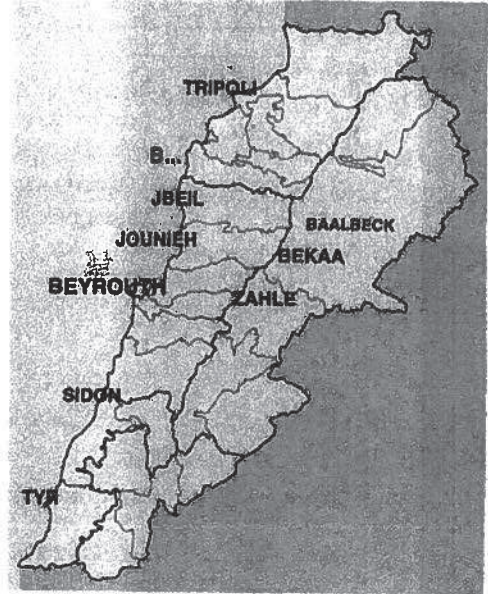 TRIPOLI
B...
JBEIL
BAALBECK
JOUNIEH
BEKAA
BEYROUTH
ZAHLE
SIDON
TYR